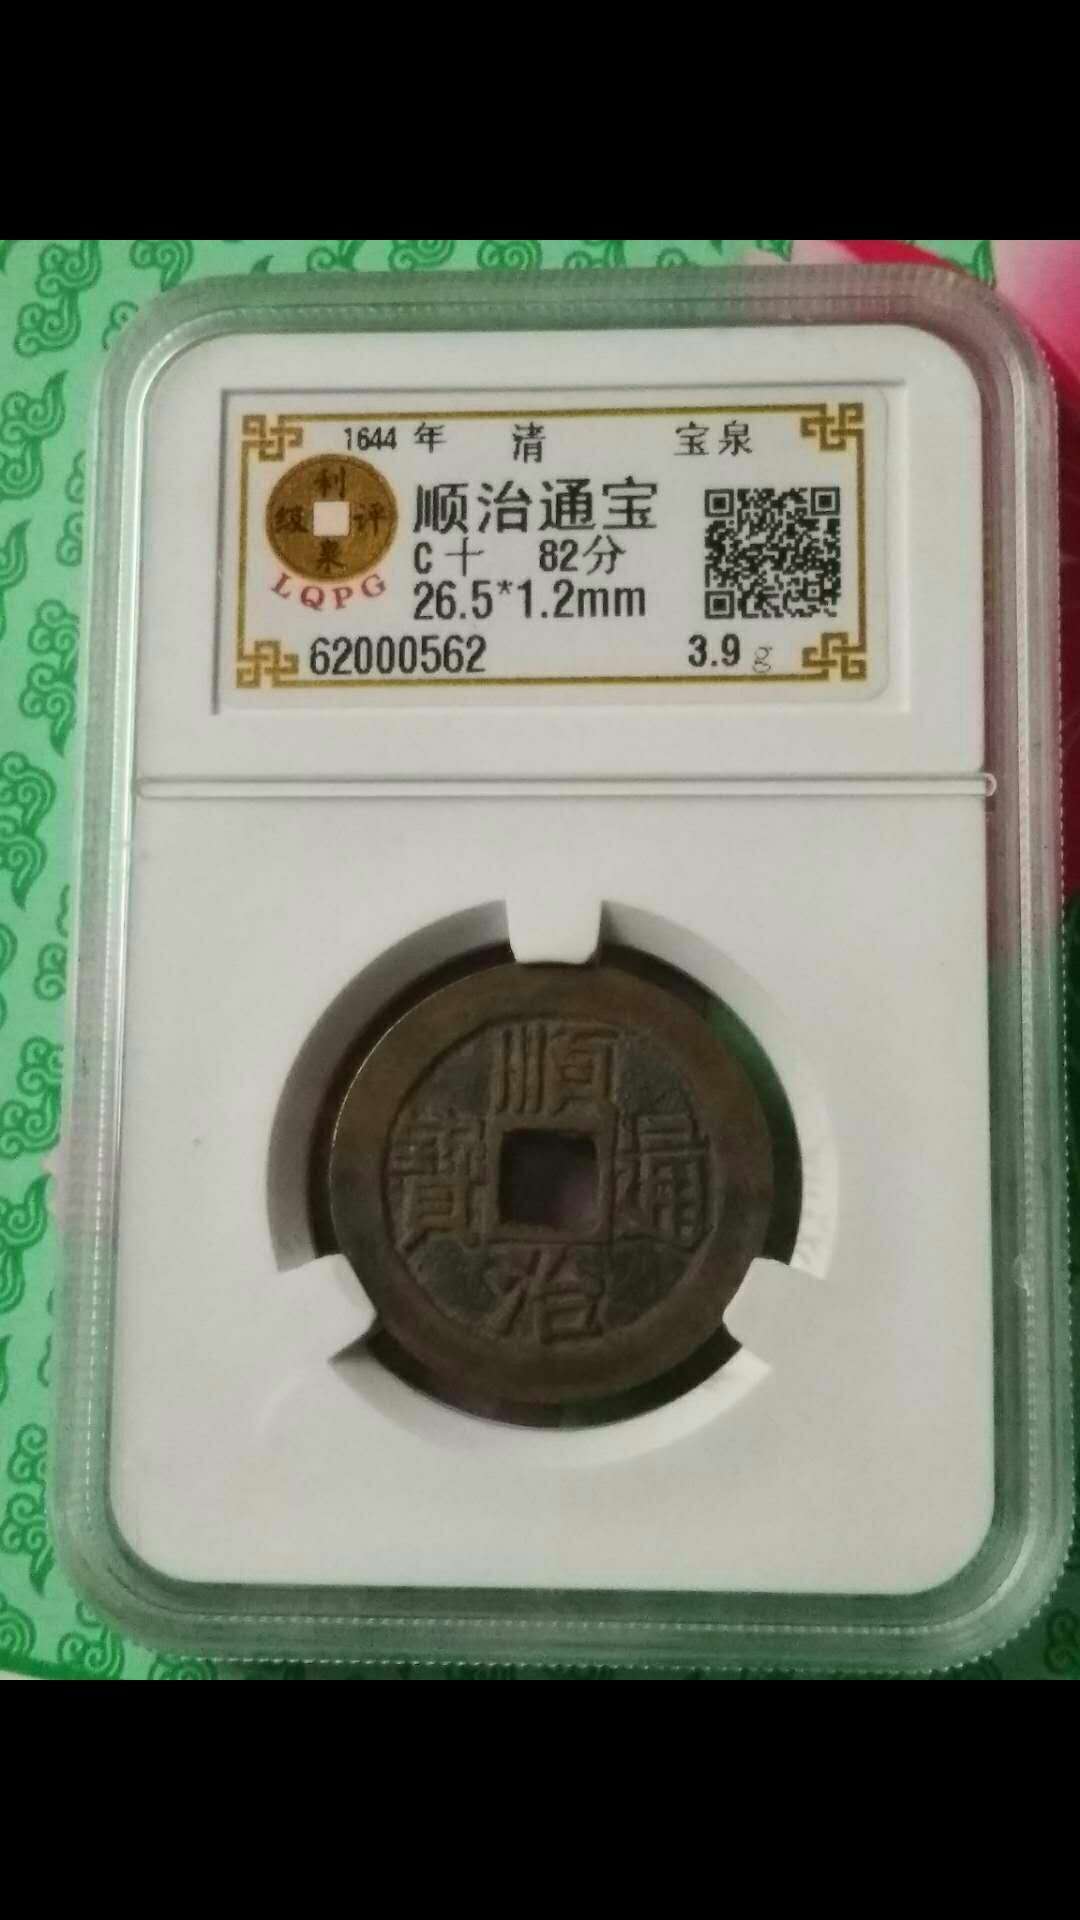 1644 年 清 宝泉
利泉评级
LQPG
顺治通宝
C十 82分
26.5*1.2mm
62000562 3.9 g
順治通寶